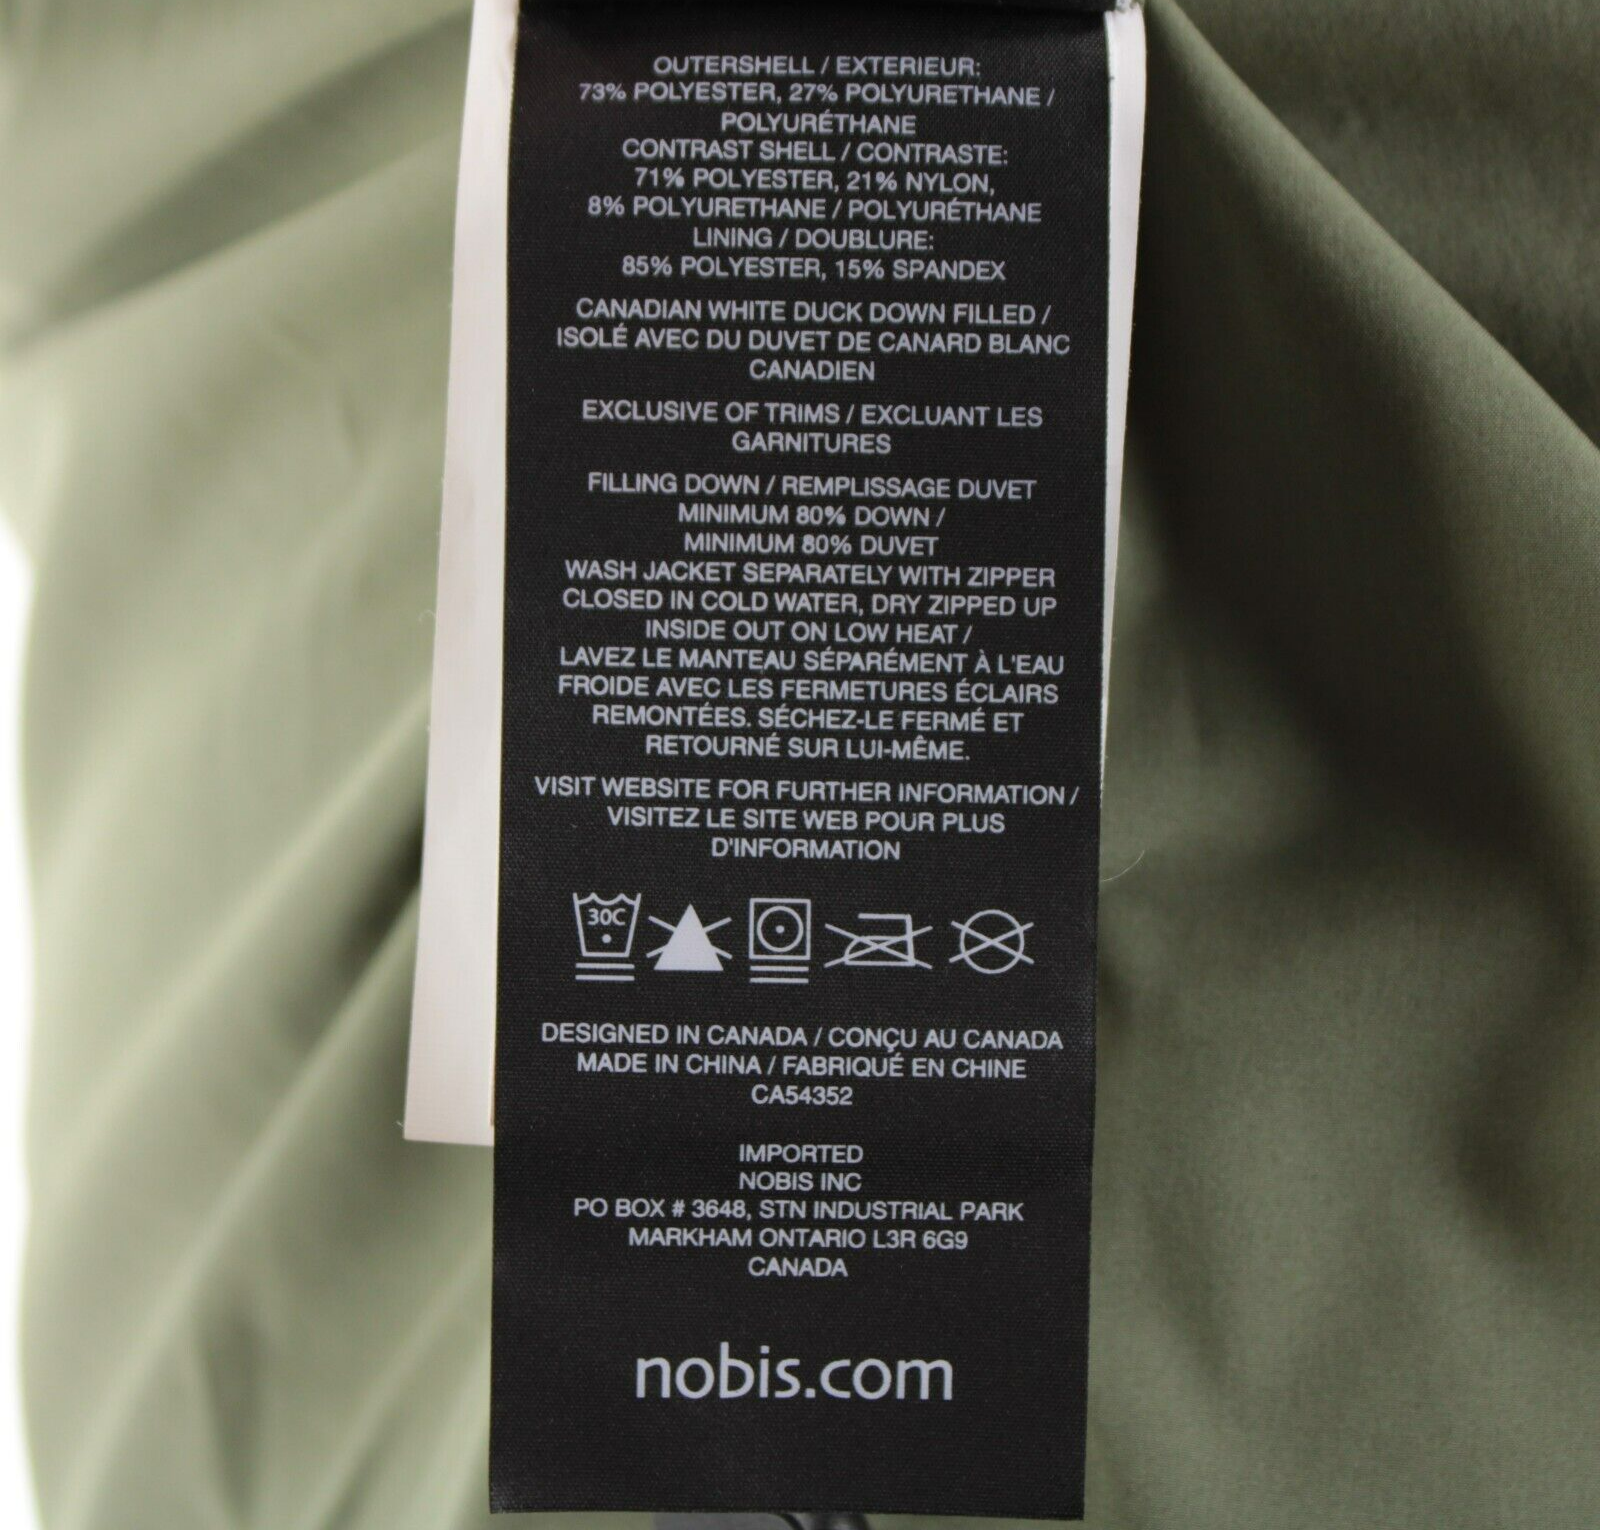 OUTERSHELL / EXTERIEUR:
73% POLYESTER, 27% POLYURETHANE /
POLYURÉTHANE
CONTRAST SHELL / CONTRASTE:
71% POLYESTER, 21% NYLON,
8% POLYURETHANE / POLYURÉTHANE
LINING / DOUBLURE:
85% POLYESTER, 15% SPANDEX
CANADIAN WHITE DUCK DOWN FILLED /
ISOLÉ AVEC DU DUVET DE CANARD BLANC
CANADIEN
EXCLUSIVE OF TRIMS / EXCLUANT LES
GARNITURES
FILLING DOWN / REMPLISSAGE DUVET
MINIMUM 80% DOWN /
MINIMUM 80% DUVET
WASH JACKET SEPARATELY WITH ZIPPER
CLOSED IN COLD WATER, DRY ZIPPED UP
INSIDE OUT ON LOW HEAT /
LAVEZ LE MANTEAU SÉPARÉMENT À L'EAU
FROIDE AVEC LES FERMETURES ÉCLAIRS
REMONTÉES. SÉCHEZ-LE FERMÉ ET
RETOURNÉ SUR LUI-MÊME.
VISIT WEBSITE FOR FURTHER INFORMATION /
VISITEZ LE SITE WEB POUR PLUS
D'INFORMATION
30C
DESIGNED IN CANADA / CONÇU AU CANADA
MADE IN CHINA / FABRIQUÉ EN CHINE
CA54352
IMPORTED
NOBIS INC
PO BOX # 3648, STN INDUSTRIAL PARK
MARKHAM ONTARIO L3R 6G9
CANADA
nobis.com